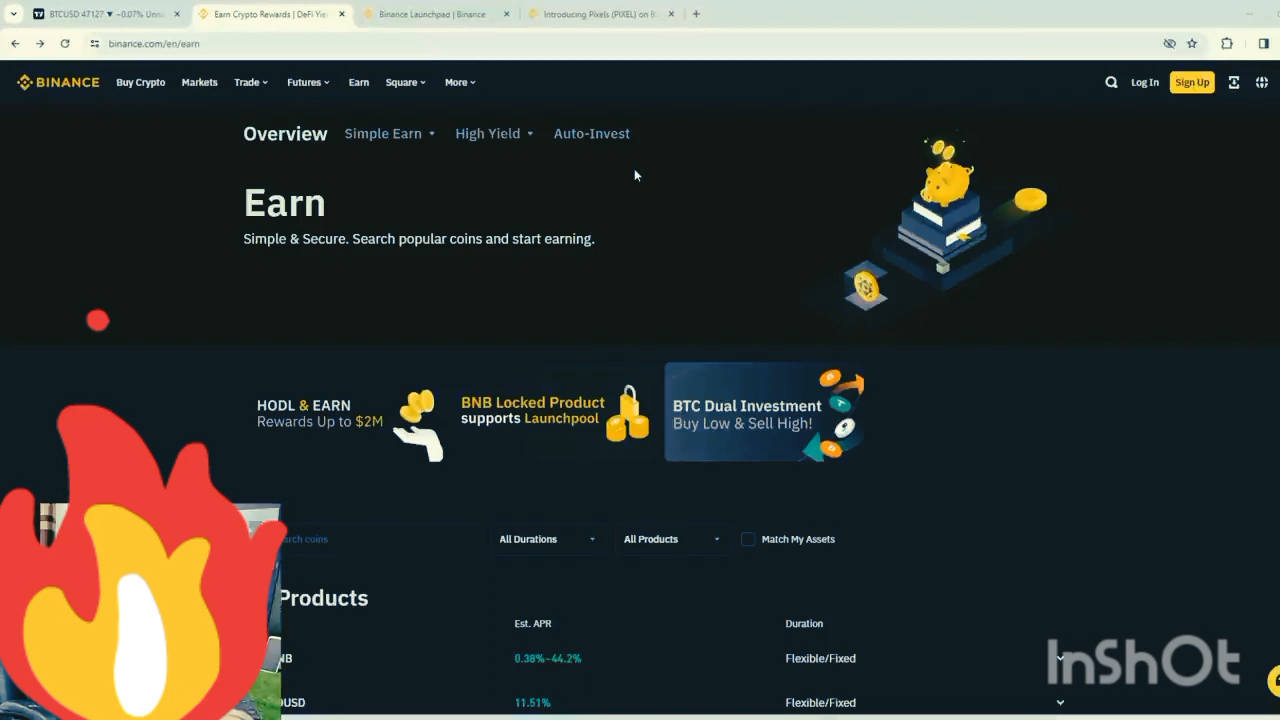 BTCUSD 47127 ▼ −0.07% Unna
Earn Crypto Rewards | DeFi Yie
Binance Launchpad | Binance
Introducing Pixels (PIXEL) on B
binance.com/en/earn
BINANCE Buy Crypto Markets Trade Futures Earn Square More Log In Sign Up
Overview Simple Earn High Yield Auto-Invest
Earn
Simple & Secure. Search popular coins and start earning.
HODL & EARN
Rewards Up to $2M
BNB Locked Product
supports Launchpool
BTC Dual Investment
Buy Low & Sell High!
arch coins All Durations All Products Match My Assets
Products
Est. APR Duration
NB 0.38%~44.2% Flexible/Fixed
DUSD 11.51% Flexible/Fixed
InShOt